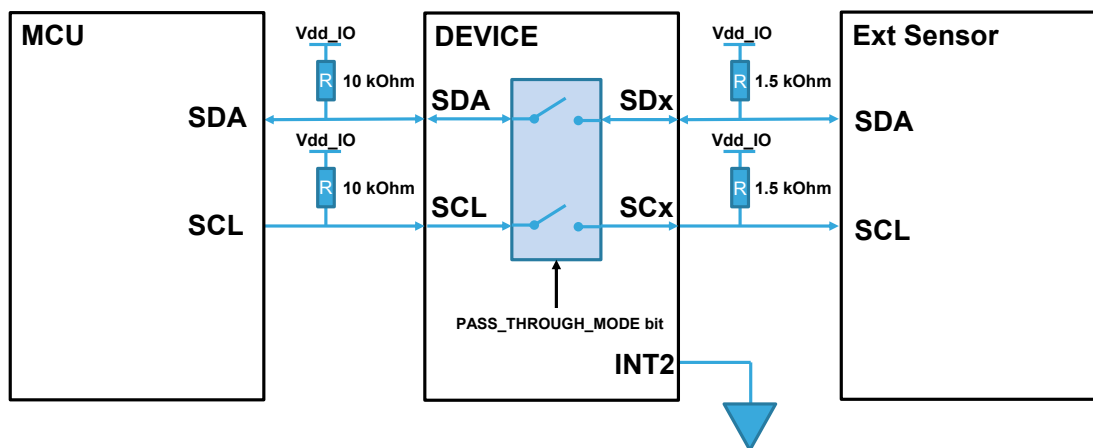 MCU
Vdd_IO
DEVICE
Vdd_IO
Ext Sensor
R 10 kOhm
R 1.5 kOhm
SDA
SDA
SDx
SDA
Vdd_IO
Vdd_IO
R 10 kOhm
R 1.5 kOhm
SCL
SCL
SCx
SCL
PASS_THROUGH_MODE bit
INT2